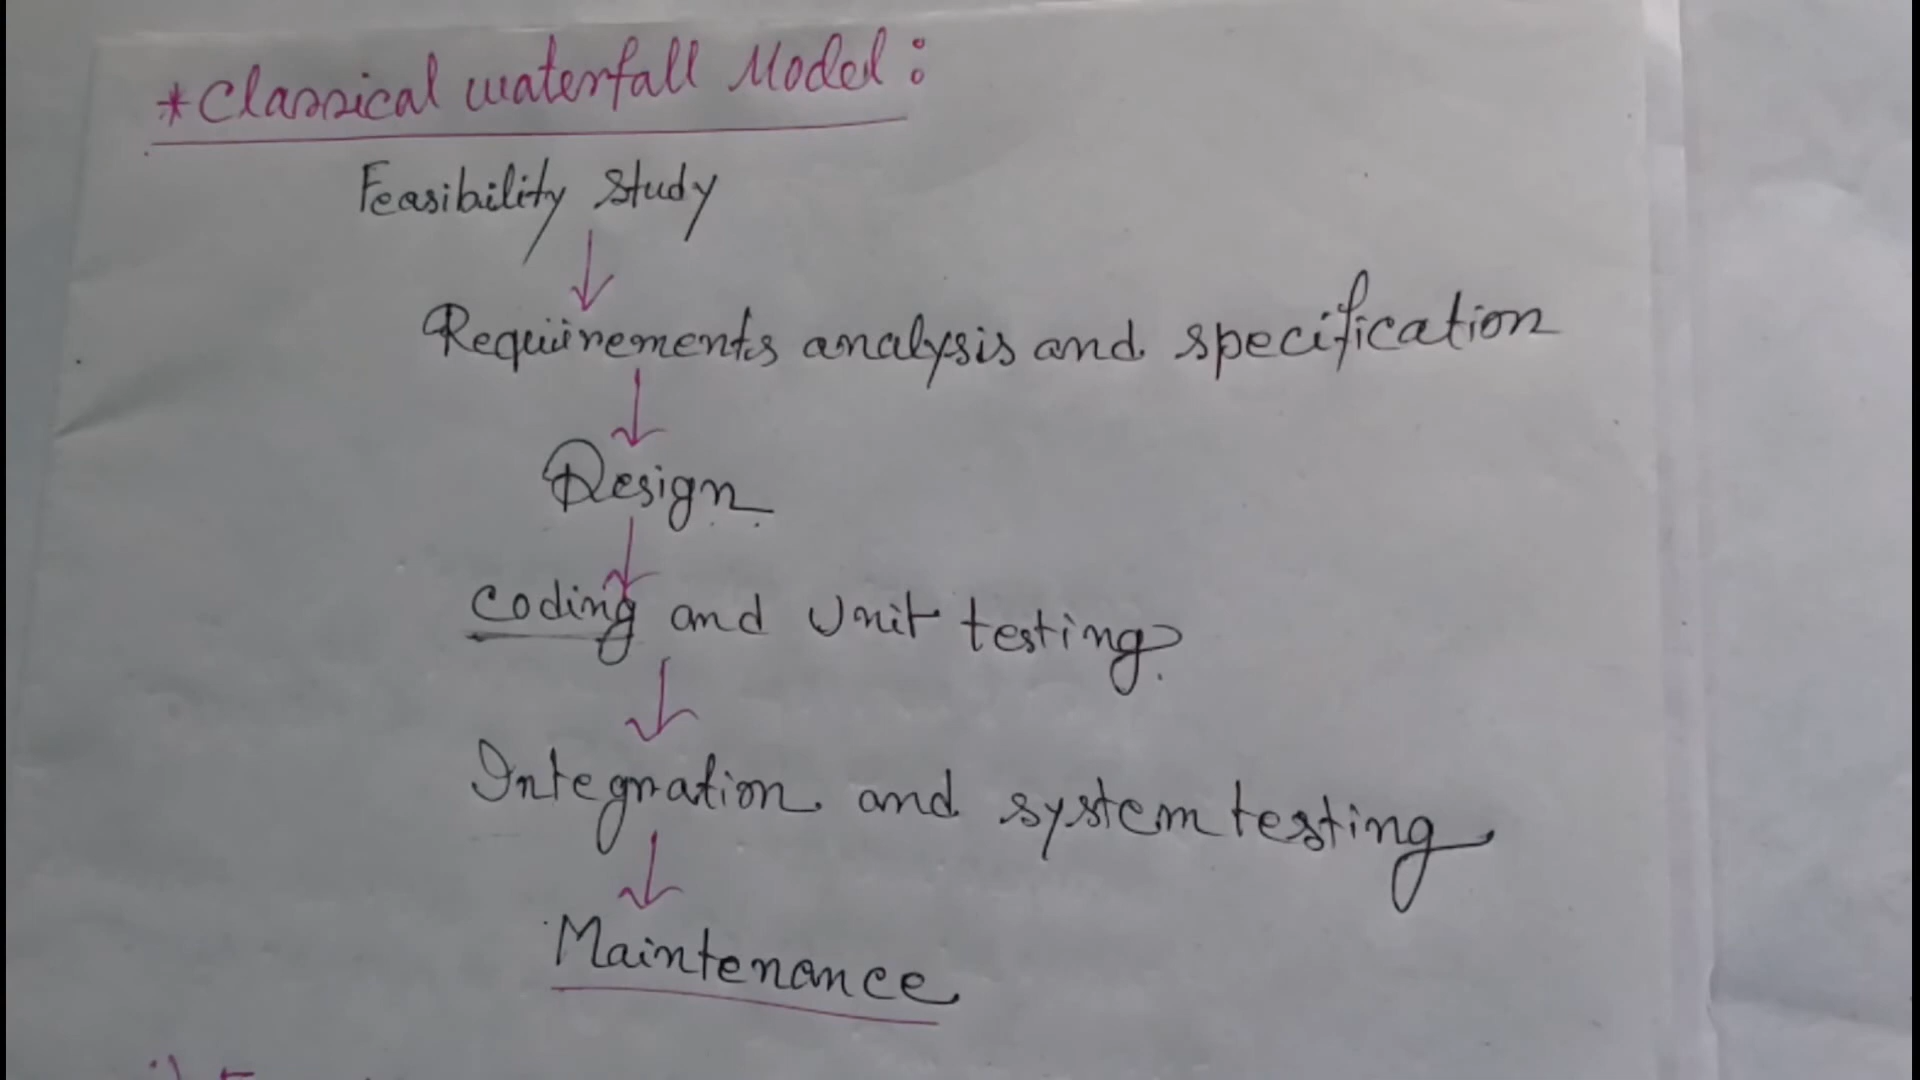 *Classical waterfall Model:
Feasibility study
↓
Requirements analysis and specification
↓
Design
↓
Coding and Unit testing.
↓
Integration and system testing
↓
Maintenance